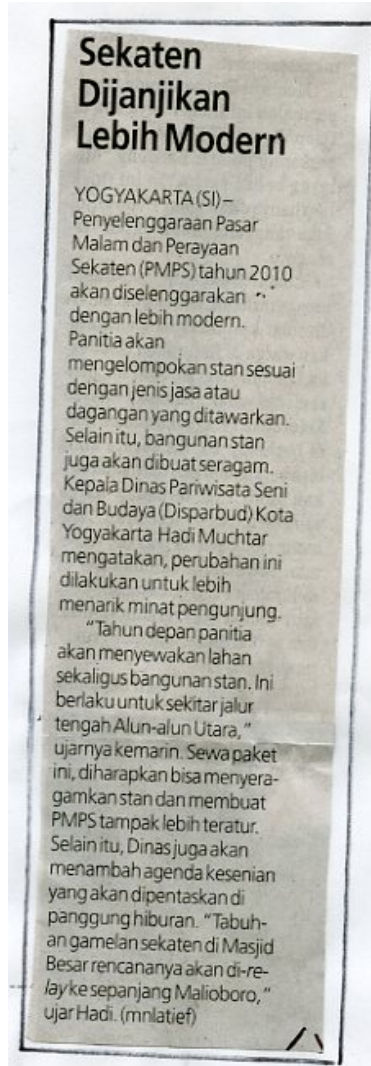 Sekaten
Dijanjikan
Lebih Modern
YOGYAKARTA (SI) –
Penyelenggaraan Pasar
Malam dan Perayaan
Sekaten (PMPS) tahun 2010
akan diselenggarakan
dengan lebih modern.
Panitia akan
mengelompokan stan sesuai
dengan jenis jasa atau
dagangan yang ditawarkan.
Selain itu, bangunan stan
juga akan dibuat seragam.
Kepala Dinas Pariwisata Seni
dan Budaya (Disparbud) Kota
Yogyakarta Hadi Muchtar
mengatakan, perubahan ini
dilakukan untuk lebih
menarik minat pengunjung.
"Tahun depan panitia
akan menyewakan lahan
sekaligus bangunan stan. Ini
berlaku untuk sekitar jalur
tengah Alun-alun Utara,"
ujarnya kemarin. Sewa paket
ini, diharapkan bisa menyera-
gamkan stan dan membuat
PMPS tampak lebih teratur.
Selain itu, Dinas juga akan
menambah agenda kesenian
yang akan dipentaskan di
panggung hiburan. "Tabuh-
an gamelan sekaten di Masjid
Besar rencananya akan di-re-
lay ke sepanjang Malioboro,"
ujar Hadi. (mnlatief)